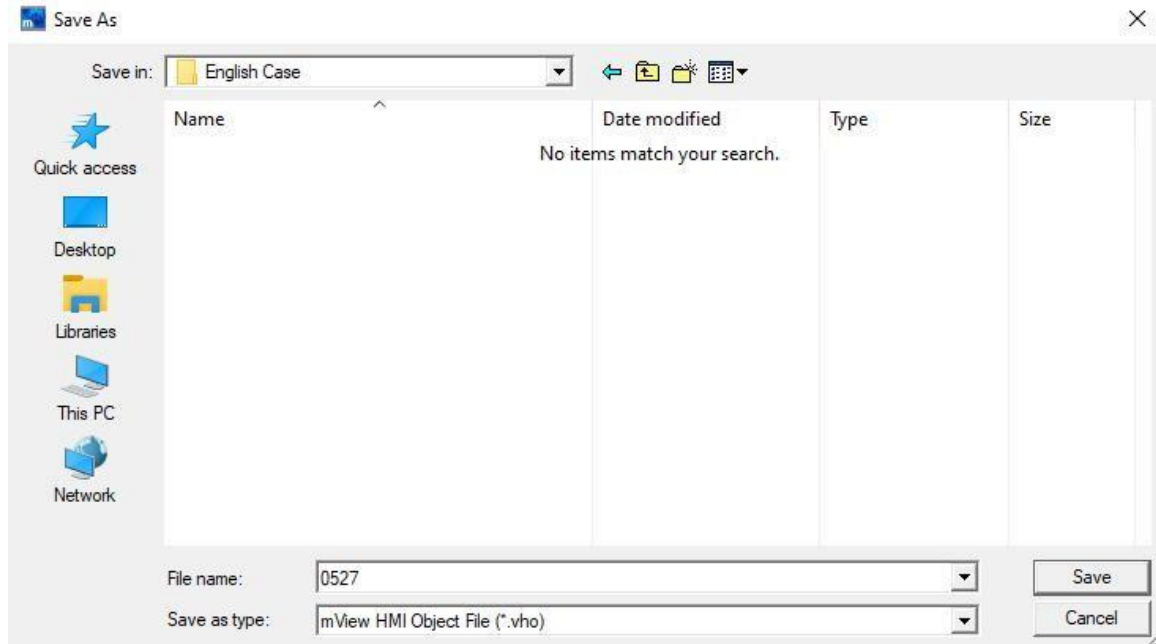 Save As
Save in: English Case
Name Date modified Type Size
No items match your search.
Quick access
Desktop
Libraries
This PC
Network
File name: 0527 Save
Save as type: mView HMI Object File (*.vho) Cancel